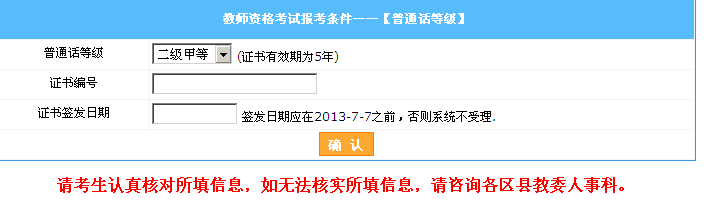 教师资格考试报考条件——【普通话等级】
普通话等级 二级甲等 (证书有效期为5年)
证书编号
证书签发日期 签发日期应在2013-7-7之前，否则系统不受理.
确 认
请考生认真核对所填信息，如无法核实所填信息，请咨询各区县教委人事科。